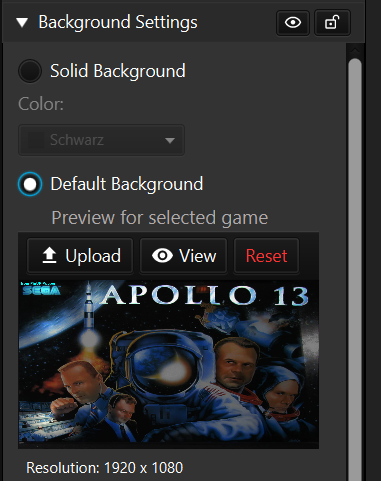 Background Settings
Solid Background
Color:
Schwarz
Default Background
Preview for selected game
Upload
View
Reset
SEGA
APOLLO 13
Resolution: 1920 x 1080